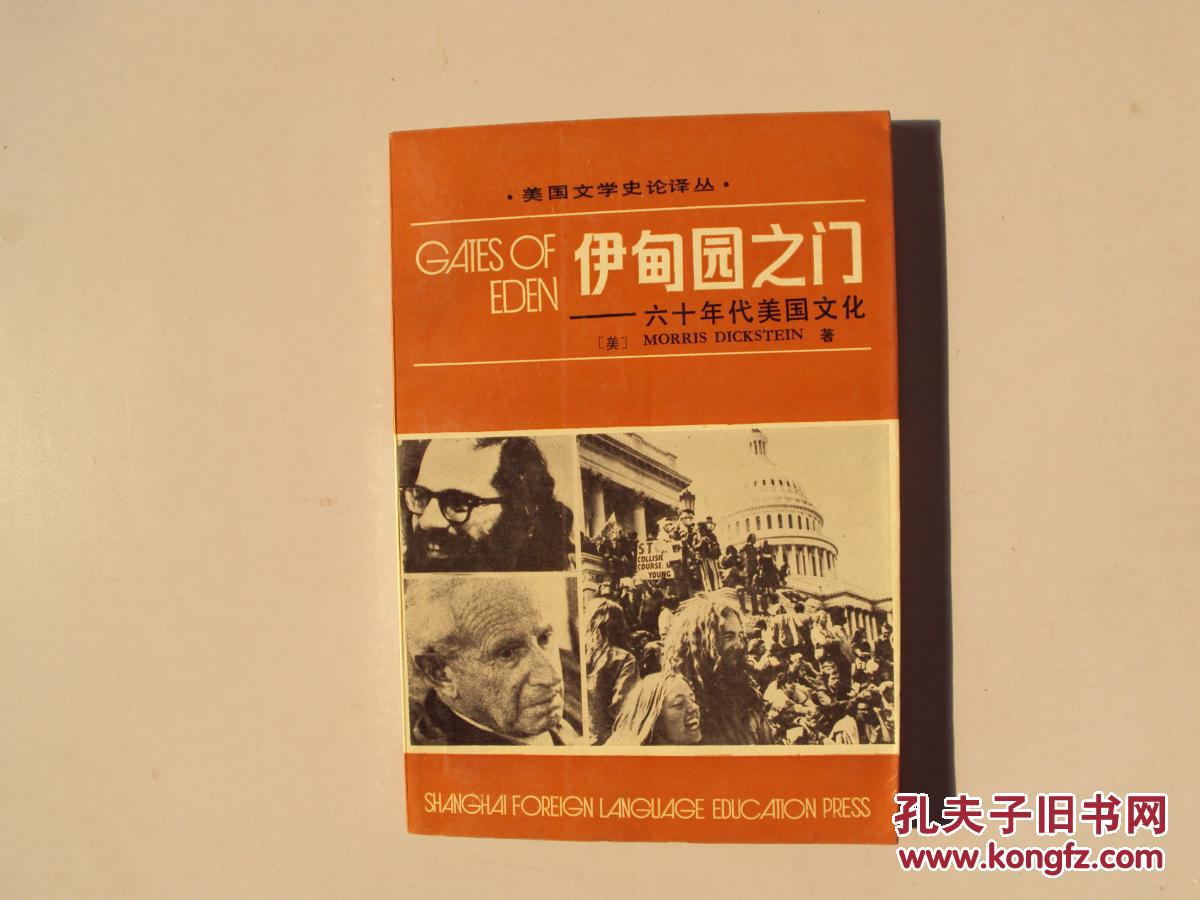 ·美国文学史论译丛·
GATES OF
EDEN
伊甸园之门
——六十年代美国文化
[美] MORRIS DICKSTEIN 著
COLLISIC
COURSE:
YOUNG
SHANGHAI FOREIGN LANGUAGE EDUCATION PRESS
孔夫子旧书网
www.kongfz.com